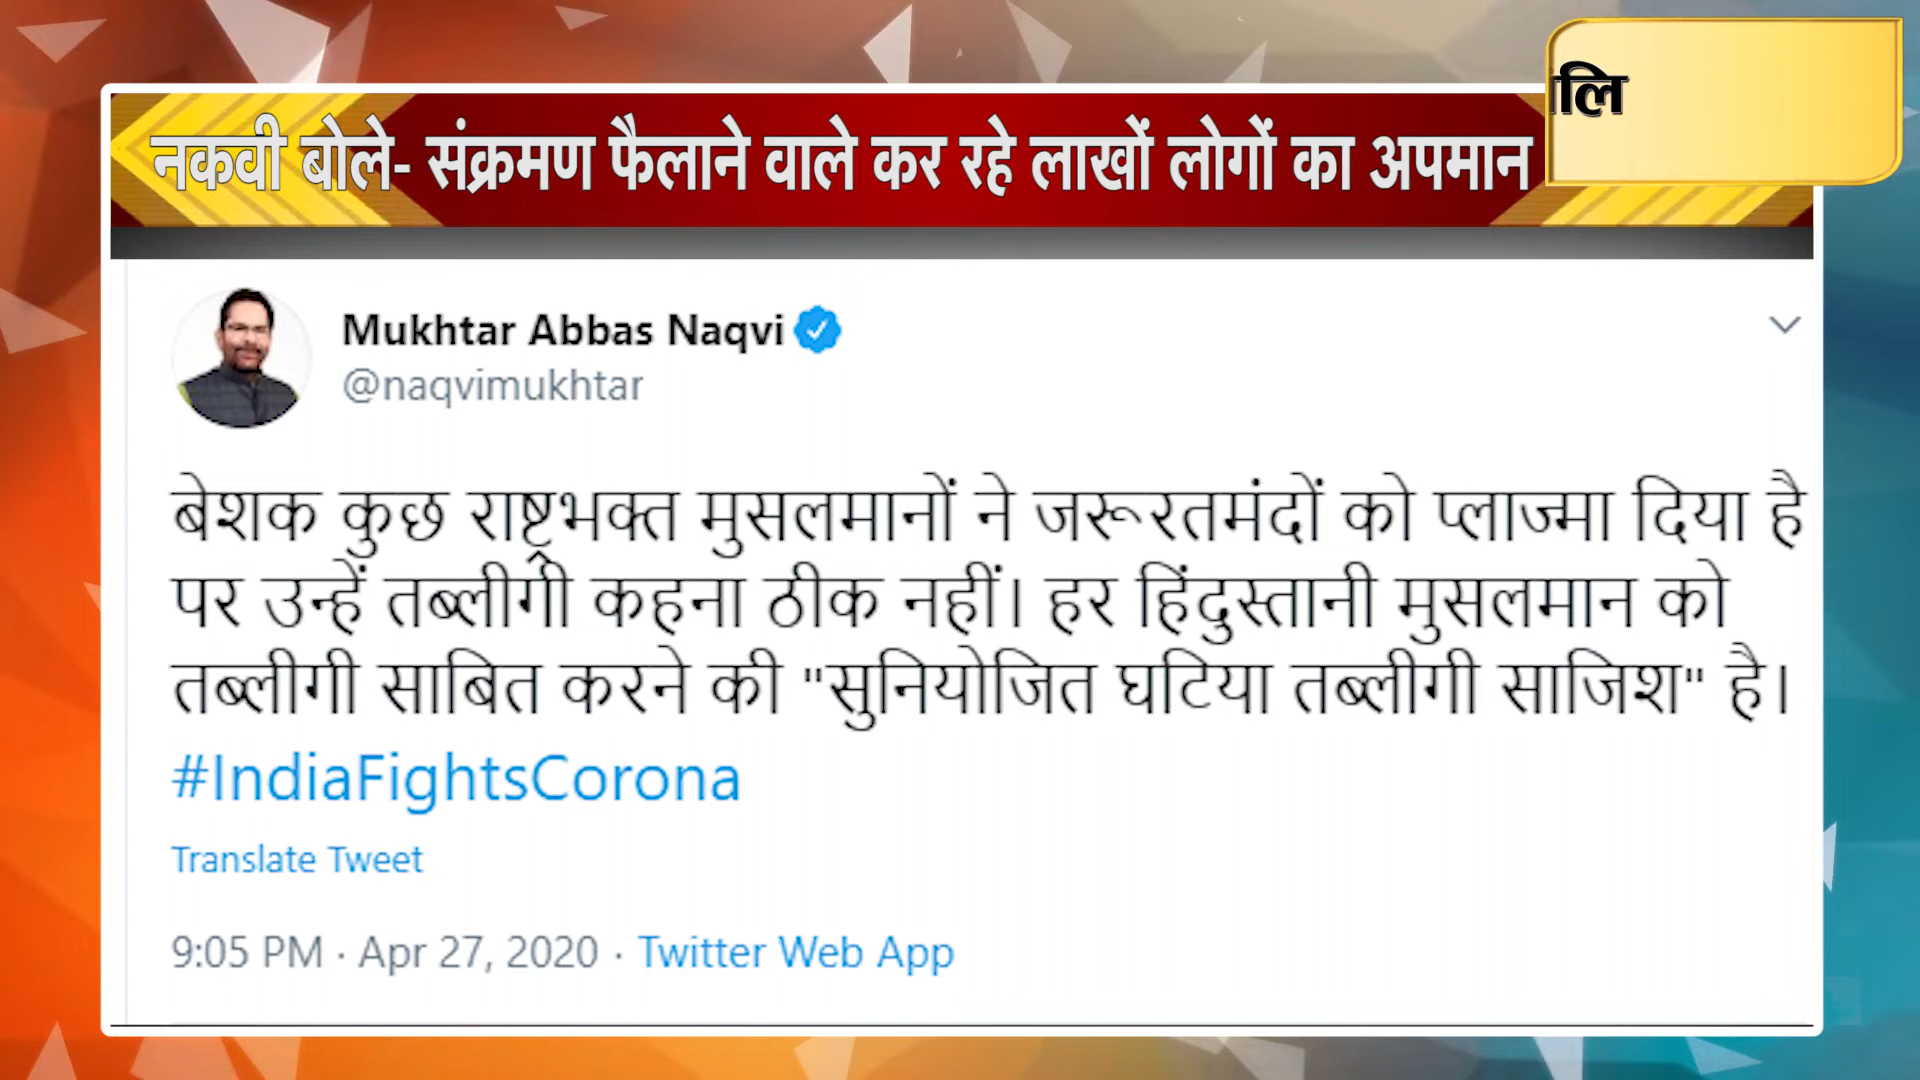 नकवी बोले- संक्रमण फैलाने वाले कर रहे लाखों लोगों का अपमान
Mukhtar Abbas Naqvi
@naqvimukhtar
बेशक कुछ राष्ट्रभक्त मुसलमानों ने जरूरतमंदों को प्लाज्मा दिया है
पर उन्हें तब्लीगी कहना ठीक नहीं। हर हिंदुस्तानी मुसलमान को
तब्लीगी साबित करने की "सुनियोजित घटिया तब्लीगी साजिश" है।
#IndiaFightsCorona
Translate Tweet
9:05 PM · Apr 27, 2020 · Twitter Web App